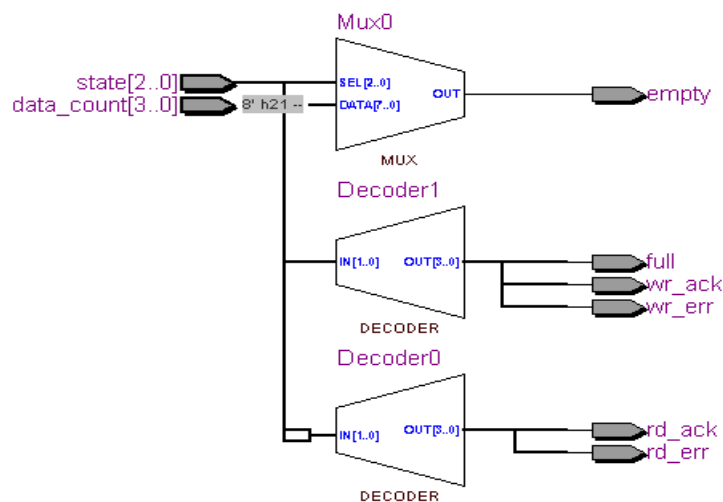 Mux0
state[2..0]
data_count[3..0]
8' h21 --
SEL[2..0]
DATA[7..0]
OUT
empty
MUX
Decoder1
IN[1..0]
OUT[3..0]
full
wr_ack
wr_err
DECODER
Decoder0
IN[1..0]
OUT[3..0]
rd_ack
rd_err
DECODER